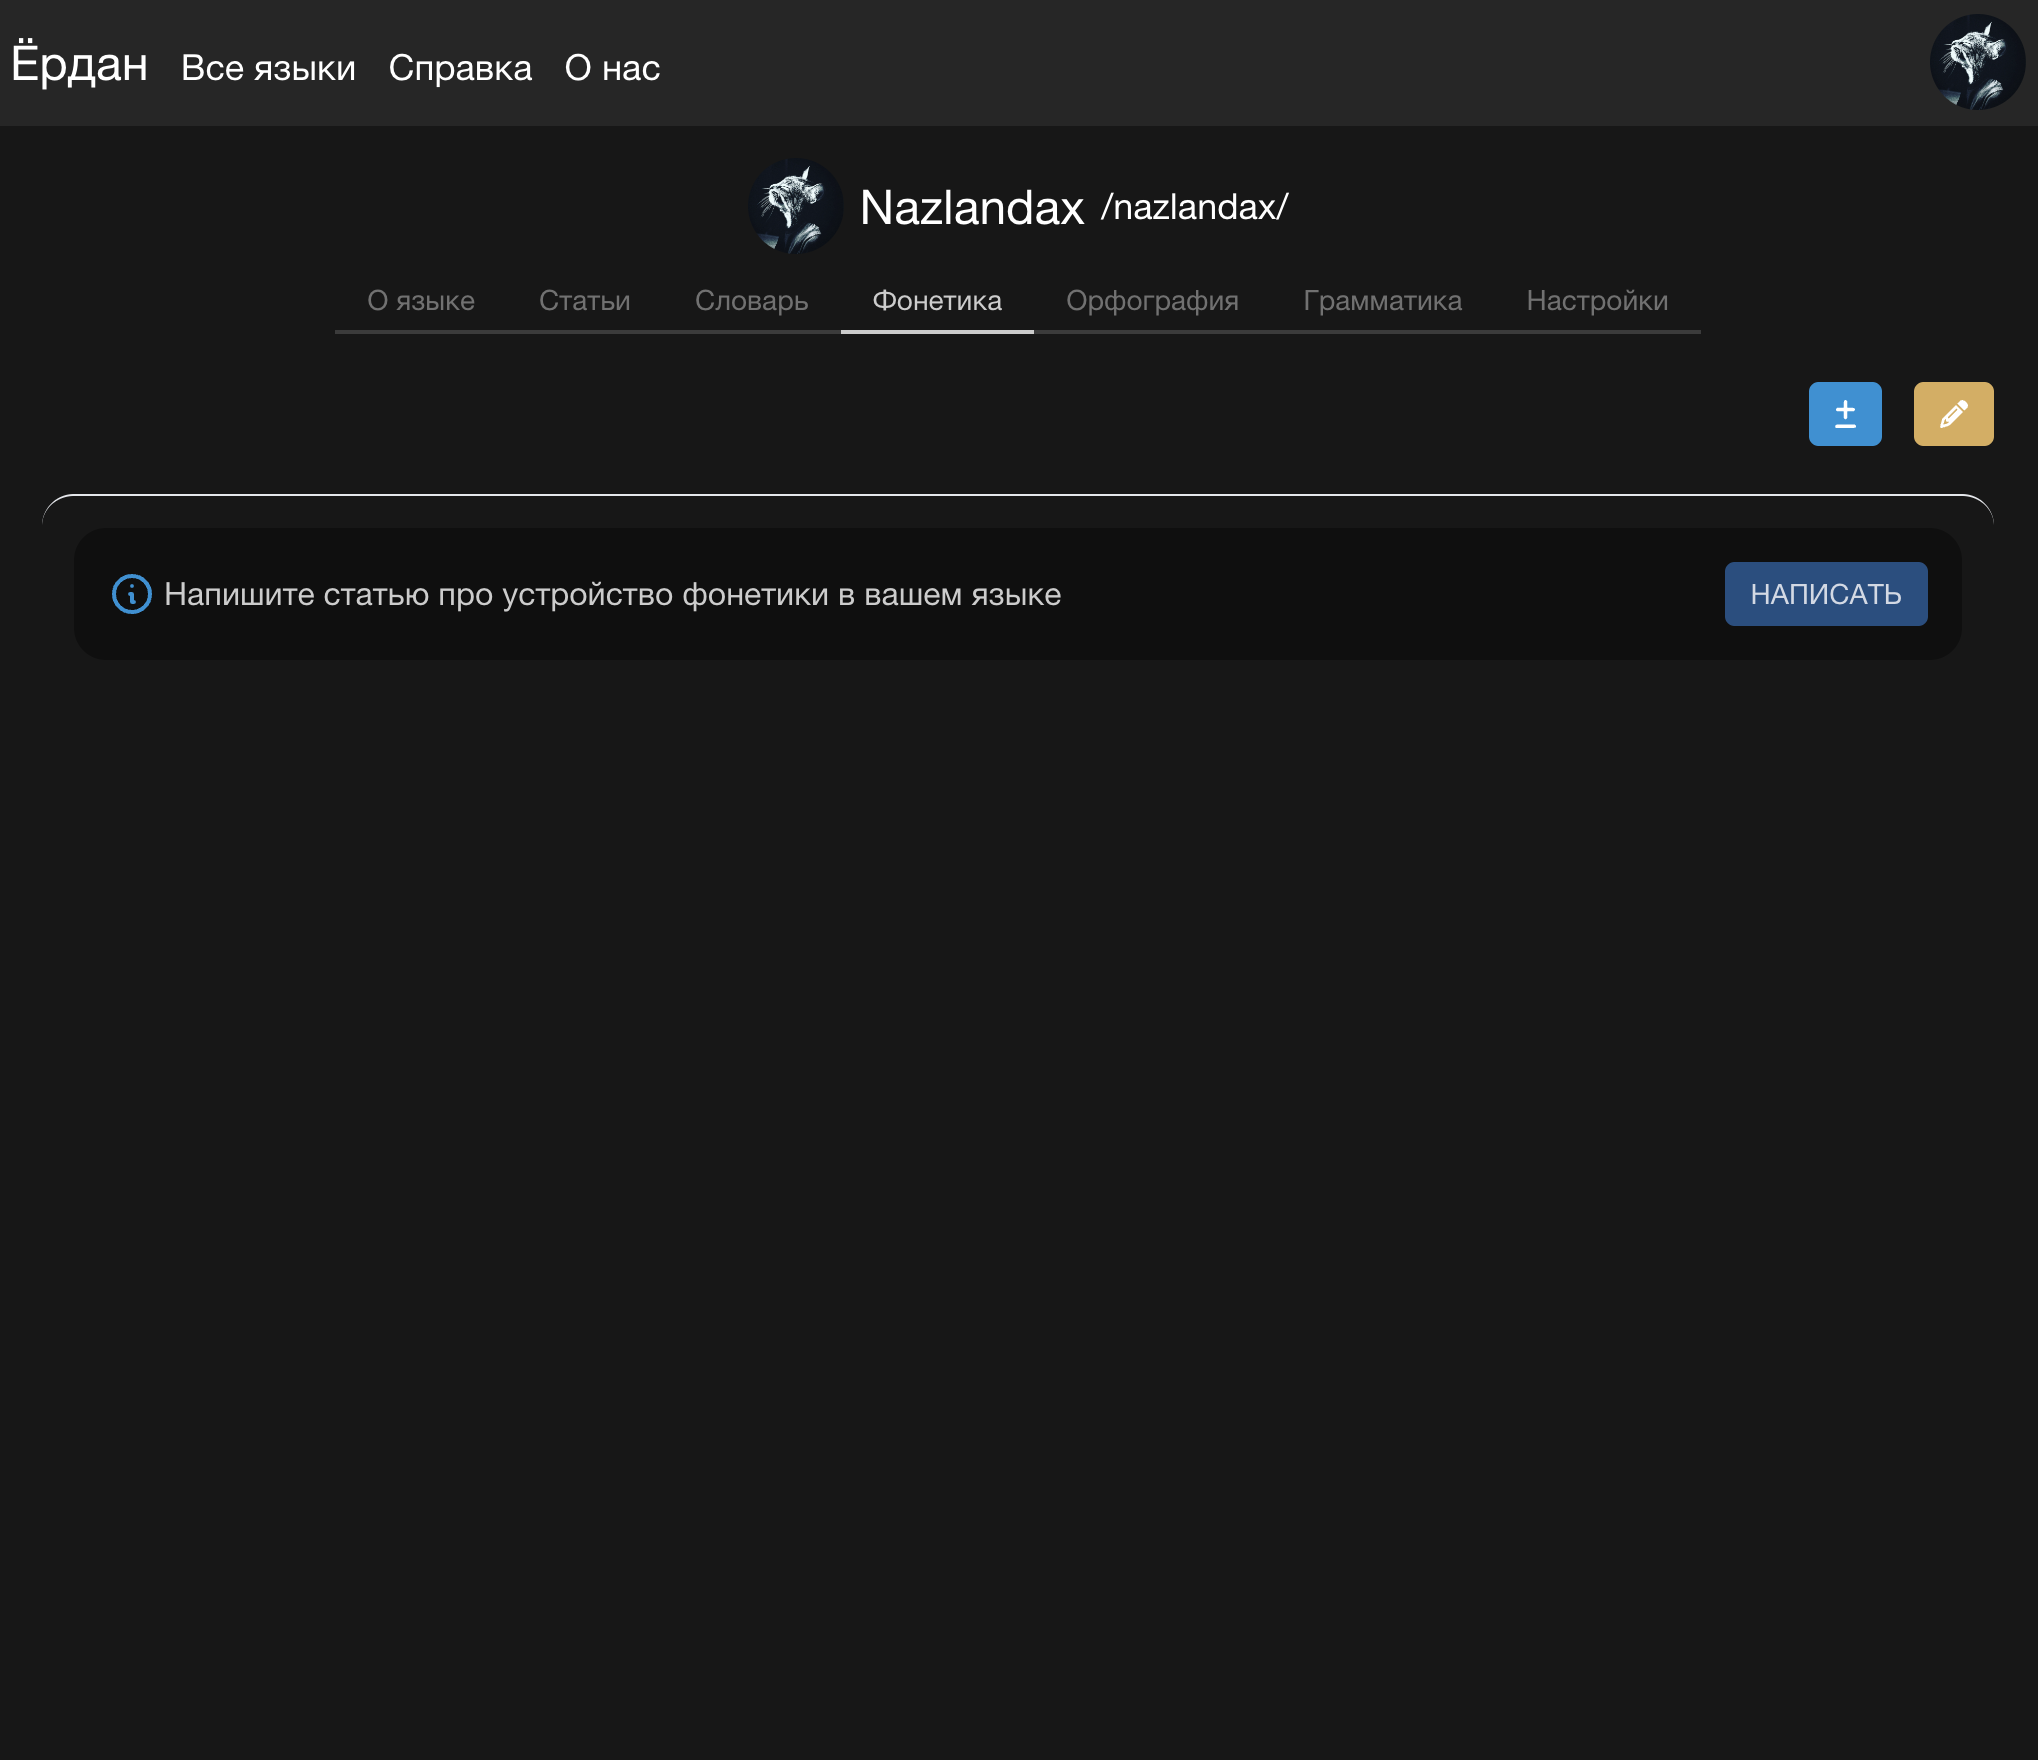 Ёрдан Все языки Справка О нас
Nazlandax /nazlandax/
О языке Статьи Словарь Фонетика Орфография Грамматика Настройки
Напишите статью про устройство фонетики в вашем языке НАПИСАТЬ